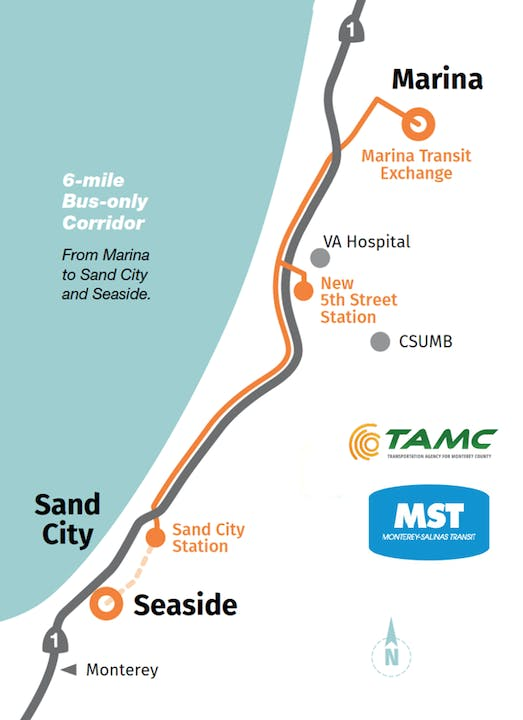 1
Marina
Marina Transit
Exchange
6-mile
Bus-only
Corridor
From Marina
to Sand City
and Seaside.
VA Hospital
New
5th Street
Station
CSUMB
TAMC
TRANSPORTATION AGENCY FOR MONTEREY COUNTY
Sand
City
MST
MONTEREY-SALINAS TRANSIT
Sand City
Station
Seaside
1
Monterey
N